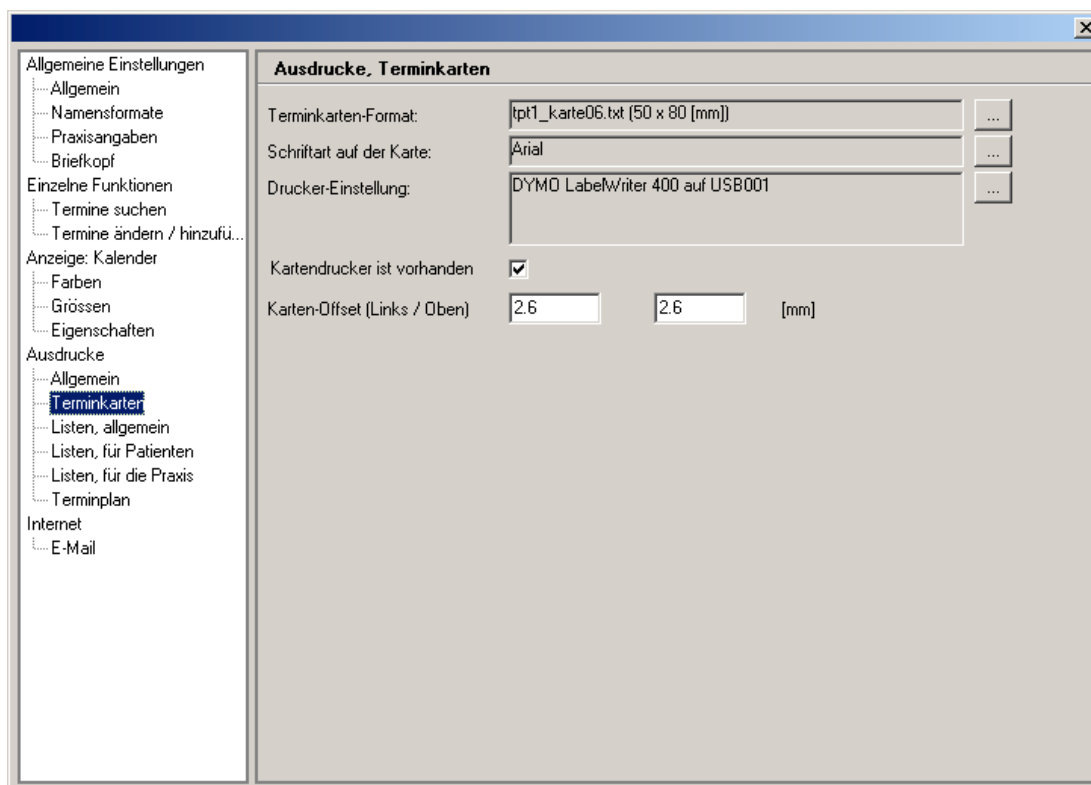 Allgemeine Einstellungen
Allgemein
Namensformate
Praxisangaben
Briefkopf
Einzelne Funktionen
Termine suchen
Termine ändern / hinzufü...
Anzeige: Kalender
Farben
Grössen
Eigenschaften
Ausdrucke
Allgemein
Terminkarten
Listen, allgemein
Listen, für Patienten
Listen, für die Praxis
Terminplan
Internet
E-Mail
Ausdrucke, Terminkarten
Terminkarten-Format: tpt1_karte06.txt (50 x 80 [mm]) ...
Schriftart auf der Karte: Arial ...
Drucker-Einstellung: DYMO LabelWriter 400 auf USB001 ...
Kartendrucker ist vorhanden
Karten-Offset (Links / Oben) 2.6 2.6 [mm]